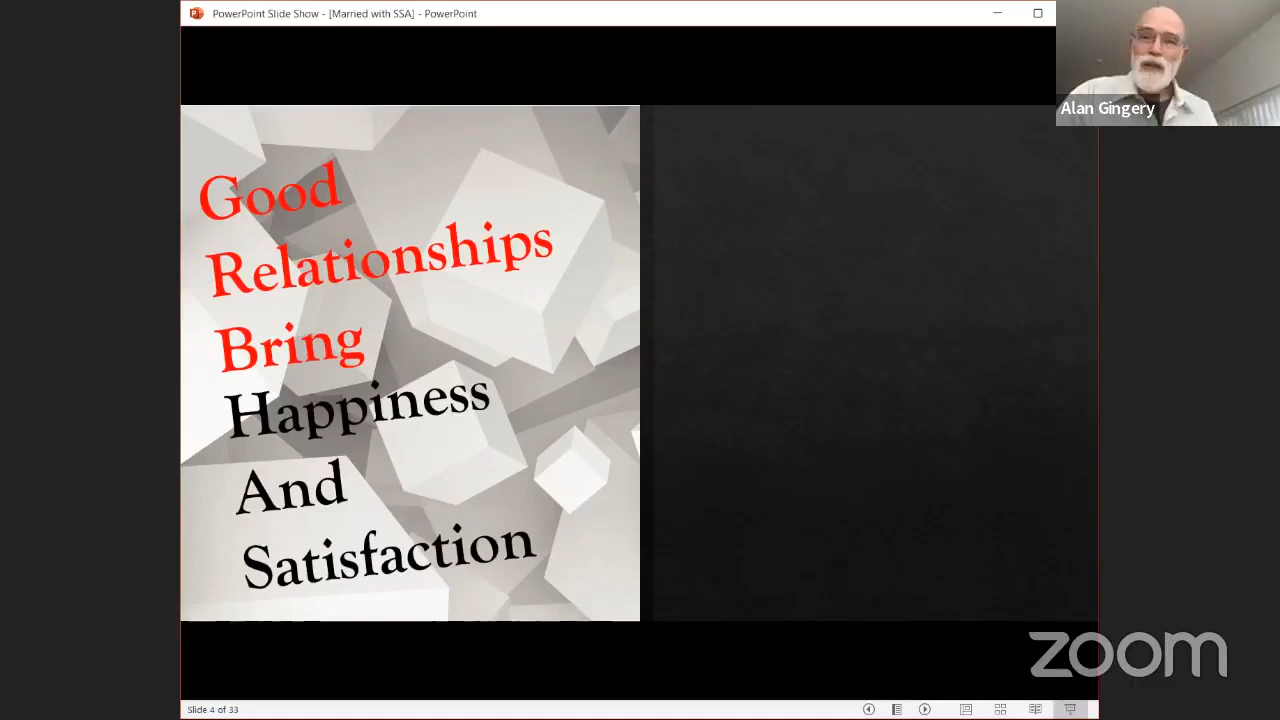 PowerPoint Slide Show - [Married with SSA] - PowerPoint
Alan Gingery
Good
Relationships
Bring
Happiness
And
Satisfaction
zoom
Slide 4 of 33